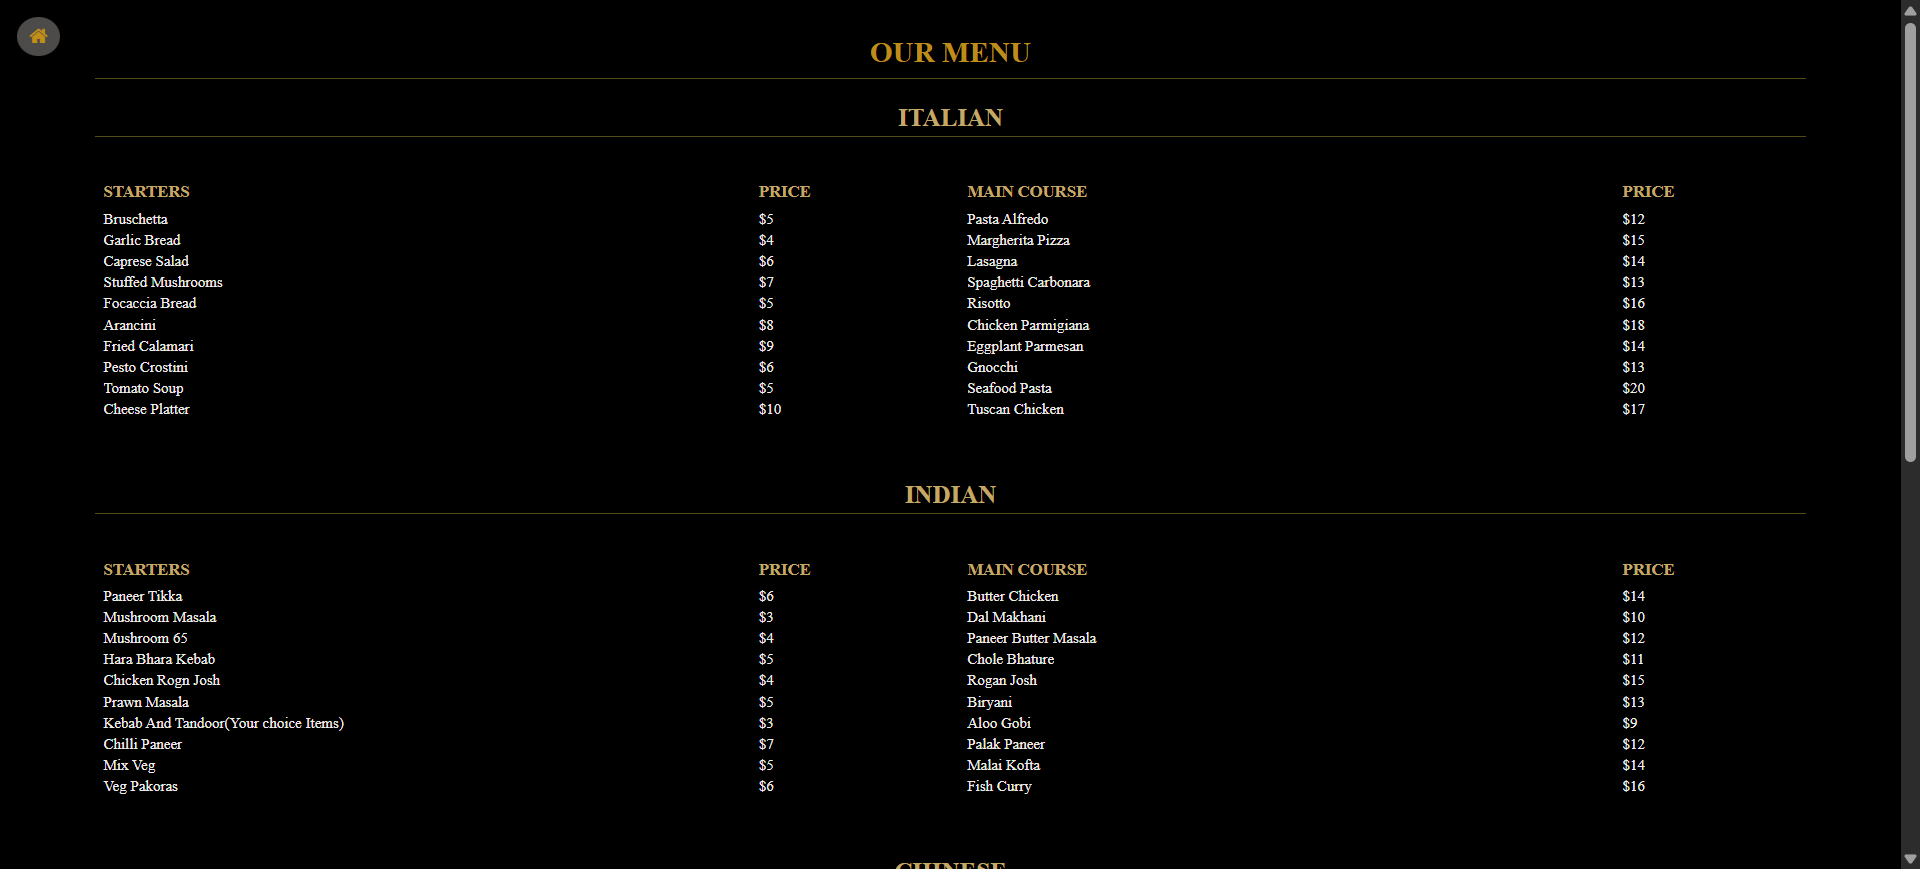 OUR MENU
ITALIAN
STARTERS PRICE MAIN COURSE PRICE
Bruschetta $5 Pasta Alfredo $12
Garlic Bread $4 Margherita Pizza $15
Caprese Salad $6 Lasagna $14
Stuffed Mushrooms $7 Spaghetti Carbonara $13
Focaccia Bread $5 Risotto $16
Arancini $8 Chicken Parmigiana $18
Fried Calamari $9 Eggplant Parmesan $14
Pesto Crostini $6 Gnocchi $13
Tomato Soup $5 Seafood Pasta $20
Cheese Platter $10 Tuscan Chicken $17
INDIAN
STARTERS PRICE MAIN COURSE PRICE
Paneer Tikka $6 Butter Chicken $14
Mushroom Masala $3 Dal Makhani $10
Mushroom 65 $4 Paneer Butter Masala $12
Hara Bhara Kebab $5 Chole Bhature $11
Chicken Rogn Josh $4 Rogan Josh $15
Prawn Masala $5 Biryani $13
Kebab And Tandoor(Your choice Items) $3 Aloo Gobi $9
Chilli Paneer $7 Palak Paneer $12
Mix Veg $5 Malai Kofta $14
Veg Pakoras $6 Fish Curry $16
CHINESE